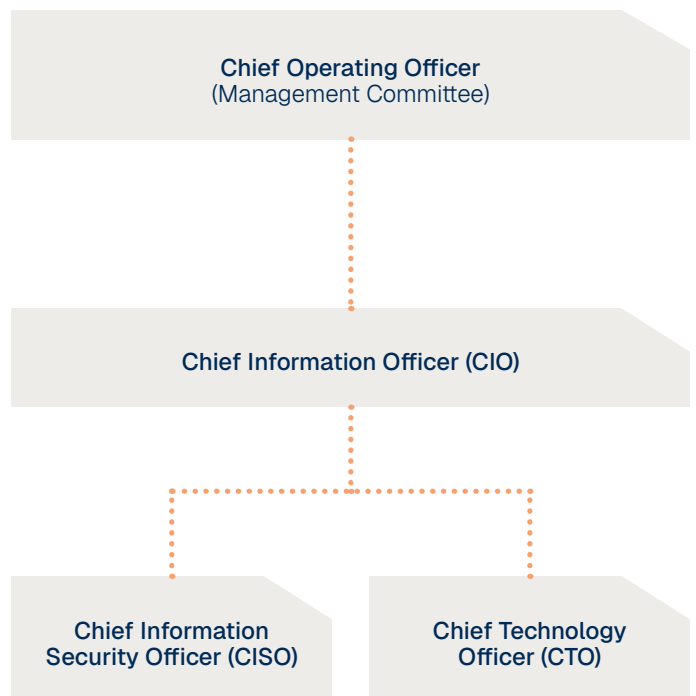 Chief Operating Officer
(Management Committee)
Chief Information Officer (CIO)
Chief Information
Security Officer (CISO)
Chief Technology
Officer (CTO)